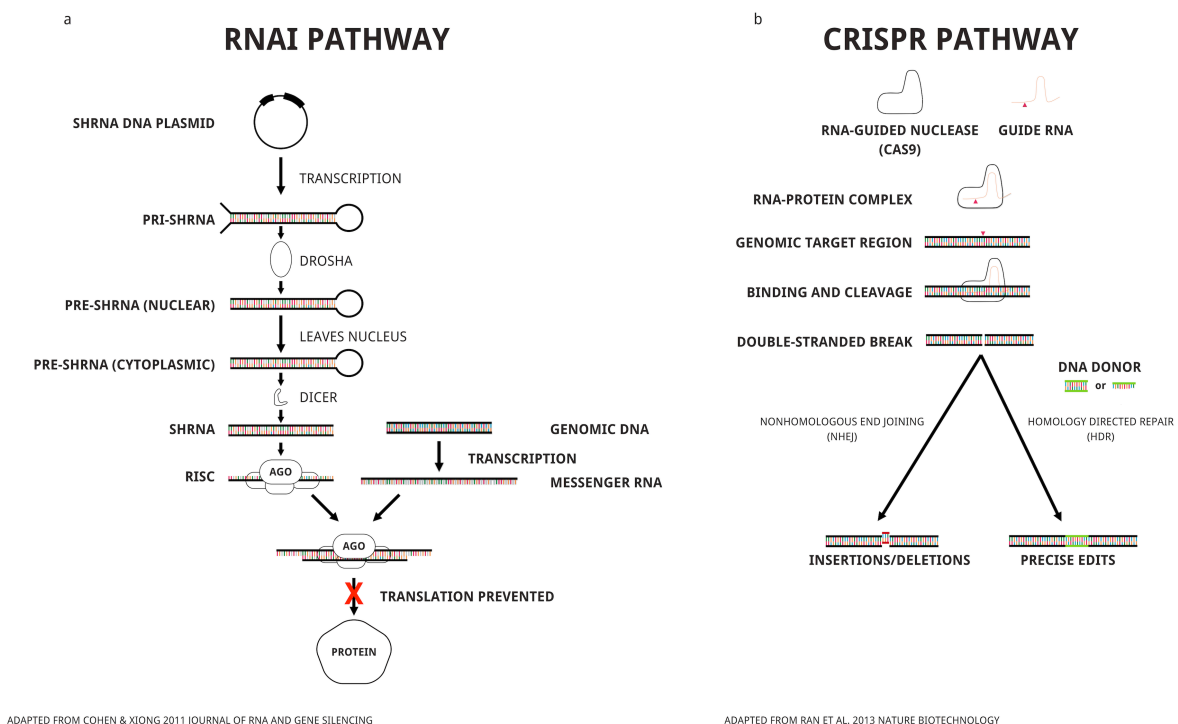 a
RNAI PATHWAY
SHRNA DNA PLASMID
TRANSCRIPTION
PRI-SHRNA
DROSHA
PRE-SHRNA (NUCLEAR)
LEAVES NUCLEUS
PRE-SHRNA (CYTOPLASMIC)
DICER
SHRNA
GENOMIC DNA
TRANSCRIPTION
RISC
AGO
MESSENGER RNA
AGO
TRANSLATION PREVENTED
PROTEIN
ADAPTED FROM COHEN & XIONG 2011 JOURNAL OF RNA AND GENE SILENCING
b
CRISPR PATHWAY
RNA-GUIDED NUCLEASE
(CAS9)
GUIDE RNA
RNA-PROTEIN COMPLEX
GENOMIC TARGET REGION
BINDING AND CLEAVAGE
DOUBLE-STRANDED BREAK
DNA DONOR
or
NONHOMOLOGOUS END JOINING
(NHEJ)
HOMOLOGY DIRECTED REPAIR
(HDR)
INSERTIONS/DELETIONS
PRECISE EDITS
ADAPTED FROM RAN ET AL. 2013 NATURE BIOTECHNOLOGY